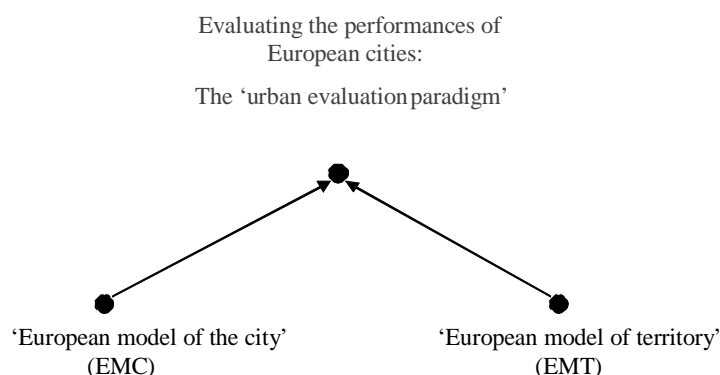 Evaluating the performances of
European cities:
The ‘urban evaluation paradigm’
‘European model of the city’
(EMC)
‘European model of territory’
(EMT)